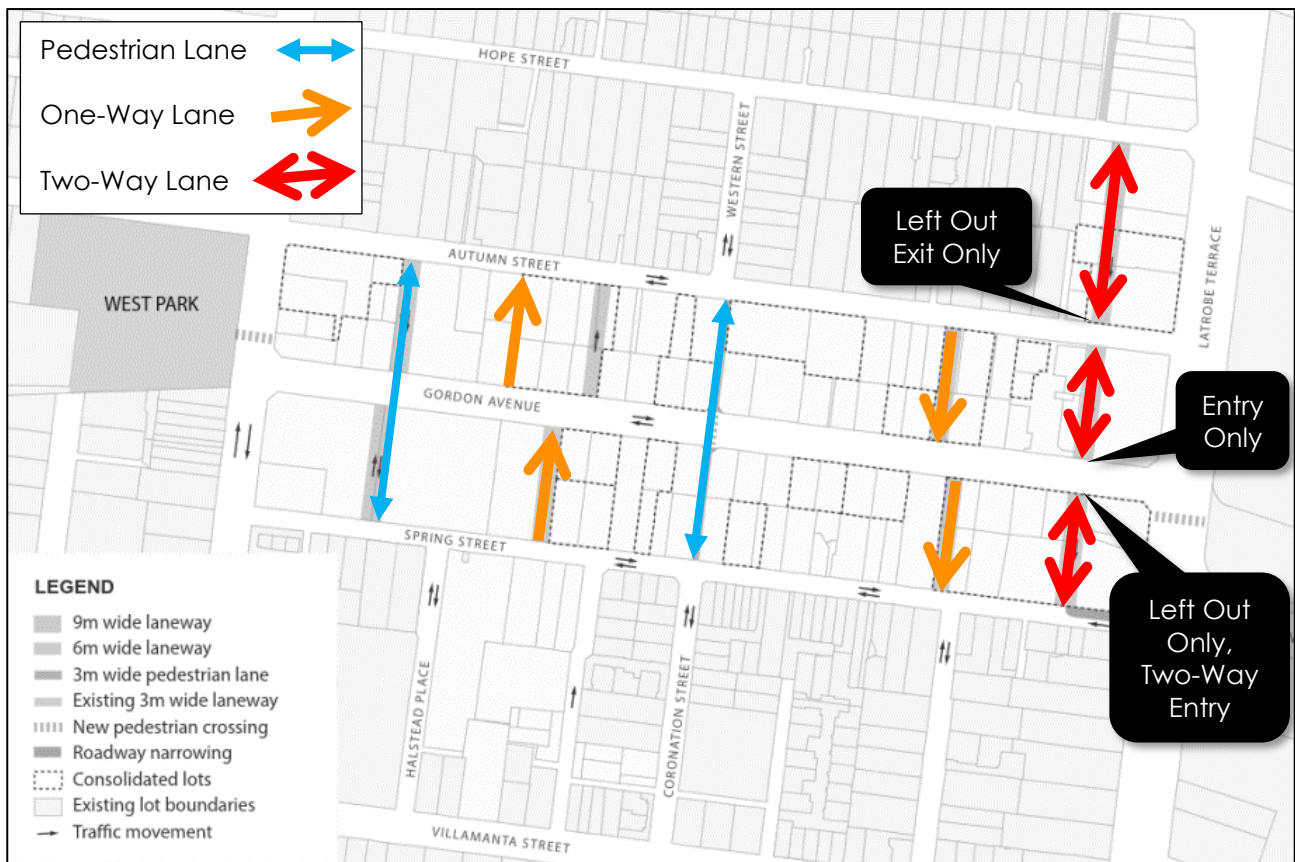 Pedestrian Lane
One-Way Lane
Two-Way Lane
HOPE STREET
WESTERN STREET
Left Out
Exit Only
AUTUMN STREET
WEST PARK
LATROBE TERRACE
GORDON AVENUE
Entry
Only
SPRING STREET
LEGEND
9m wide laneway
6m wide laneway
3m wide pedestrian lane
Existing 3m wide laneway
New pedestrian crossing
Roadway narrowing
Consolidated lots
Existing lot boundaries
Traffic movement
HALSTEAD PLACE
CORONATION STREET
Left Out
Only,
Two-Way
Entry
VILLAMANTA STREET